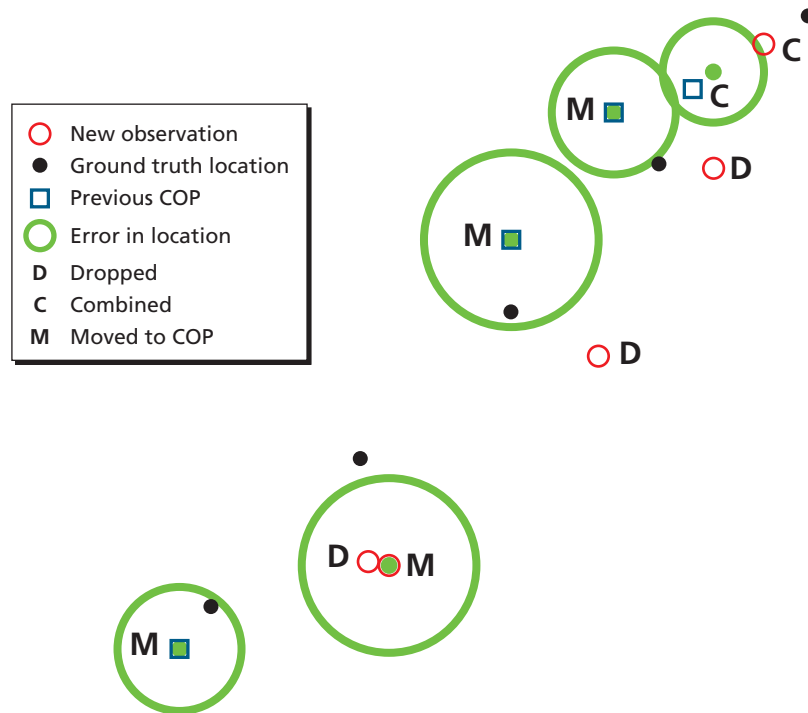 C
C
M
D
M
D
New observation
Ground truth location
Previous COP
Error in location
D Dropped
C Combined
M Moved to COP
D M
M